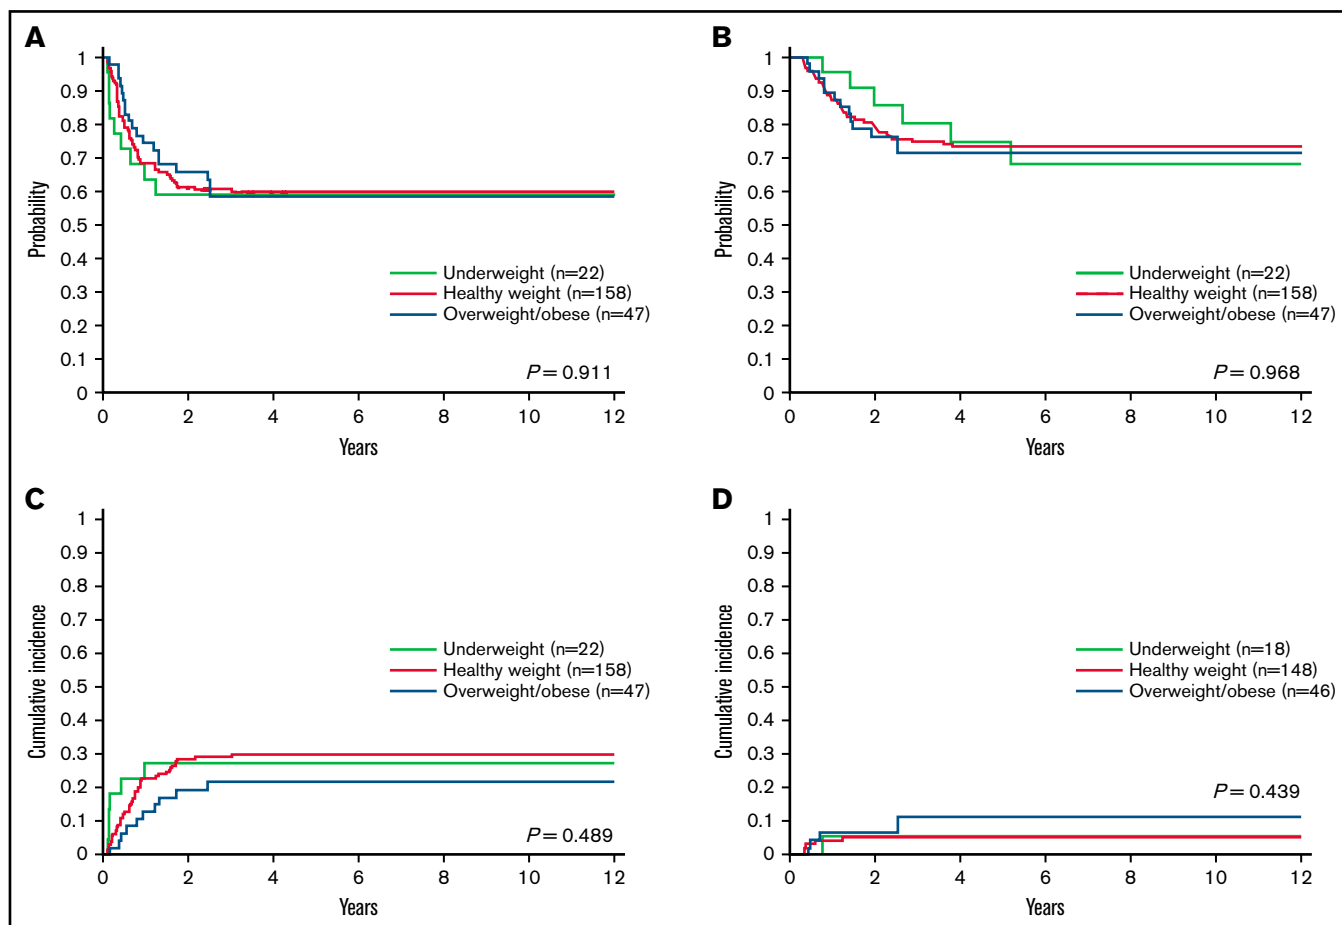 A
1
0.9
0.8
0.7
0.6
0.5
0.4
0.3
0.2
0.1
0
Probability
Underweight (n=22)
Healthy weight (n=158)
Overweight/obese (n=47)
P = 0.911
0 2 4 6 8 10 12
Years
B
1
0.9
0.8
0.7
0.6
0.5
0.4
0.3
0.2
0.1
0
Probability
Underweight (n=22)
Healthy weight (n=158)
Overweight/obese (n=47)
P = 0.968
0 2 4 6 8 10 12
Years
C
1
0.9
0.8
0.7
0.6
0.5
0.4
0.3
0.2
0.1
0
Cumulative incidence
Underweight (n=22)
Healthy weight (n=158)
Overweight/obese (n=47)
P = 0.489
0 2 4 6 8 10 12
Years
D
1
0.9
0.8
0.7
0.6
0.5
0.4
0.3
0.2
0.1
0
Cumulative incidence
Underweight (n=18)
Healthy weight (n=148)
Overweight/obese (n=46)
P = 0.439
0 2 4 6 8 10 12
Years